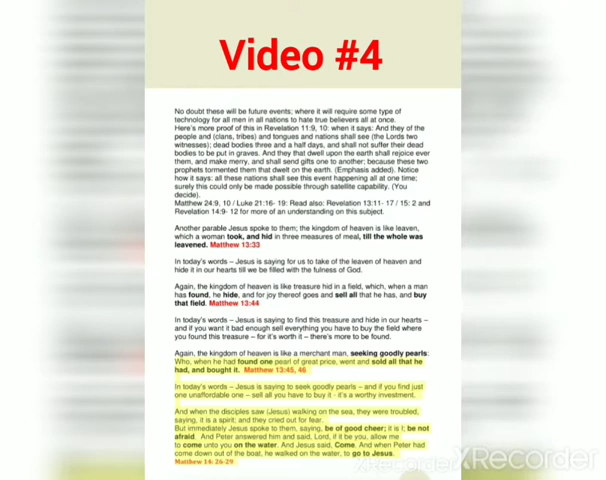 Video #4
No doubt these will be future events; where it will require some type of
technology for all men in all nations to hate true believers all at once.
Here's more proof of this in Revelation 11:9, 10: when it says: And they of the
people and (clans, tribes) and tongues and nations shall see (the Lords two
witnesses); dead bodies three and a half days, and shall not suffer their dead
bodies to be put in graves. And they that dwell upon the earth shall rejoice ever
them, and make merry, and shall send gifts one to another; because these two
prophets tormented them that dwelt on the earth. (Emphasis added). Notice
how it says: all these nations shall see this event happening all at one time;
surely this could only be made possible through satellite capability. (You
decide).
Matthew 24:9, 10 / Luke 21:16- 19: Read also: Revelation 13:11- 17 / 15: 2 and
Revelation 14:9- 12 for more of an understanding on this subject.
Another parable Jesus spoke to them; the kingdom of heaven is like leaven,
which a woman took, and hid in three measures of meal, till the whole was
leavened. Matthew 13:33
In today's words – Jesus is saying for us to take of the leaven of heaven and
hide it in our hearts till we be filled with the fulness of God.
Again, the kingdom of heaven is like treasure hid in a field, which, when a man
has found, he hide, and for joy thereof goes and sell all that he has, and buy
that field. Matthew 13:44
In today's words – Jesus is saying to find this treasure and hide in our hearts –
and if you want it bad enough sell everything you have to buy the field where
you found this treasure – for it's worth it – there's more to be found.
Again, the kingdom of heaven is like a merchant man, seeking goodly pearls:
Who, when he had found one pearl of great price, went and sold all that he
had, and bought it. Matthew 13:45, 46
In today's words – Jesus is saying to seek goodly pearls – and if you find just
one unaffordable one – sell all you have to buy it - it's a worthy investment.
And when the disciples saw (Jesus) walking on the sea, they were troubled,
saying, it is a spirit; and they cried out for fear.
But immediately Jesus spoke to them, saying, be of good cheer; it is I; be not
afraid. And Peter answered him and said, Lord, if it be you, allow me
to come unto you on the water. And Jesus said, Come. And when Peter had
come down out of the boat, he walked on the water, to go to Jesus.
Matthew 14: 26-29
XRECORDER
XRecorder